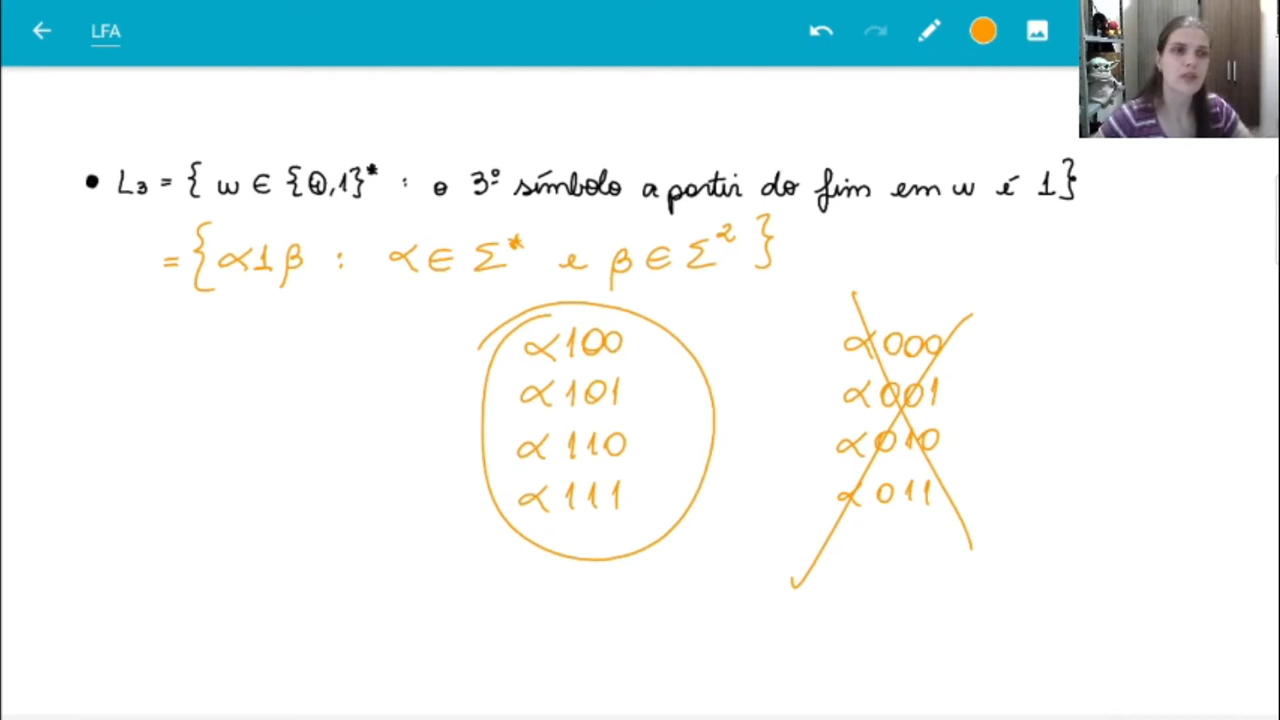 LFA
• L₃ = { w ∈ {0,1}* : o 3º símbolo a partir do fim em w é 1}
= { α1β : α ∈ Σ* e β ∈ Σ² }
α100 α000
α101 α001
α110 α010
α111 α011